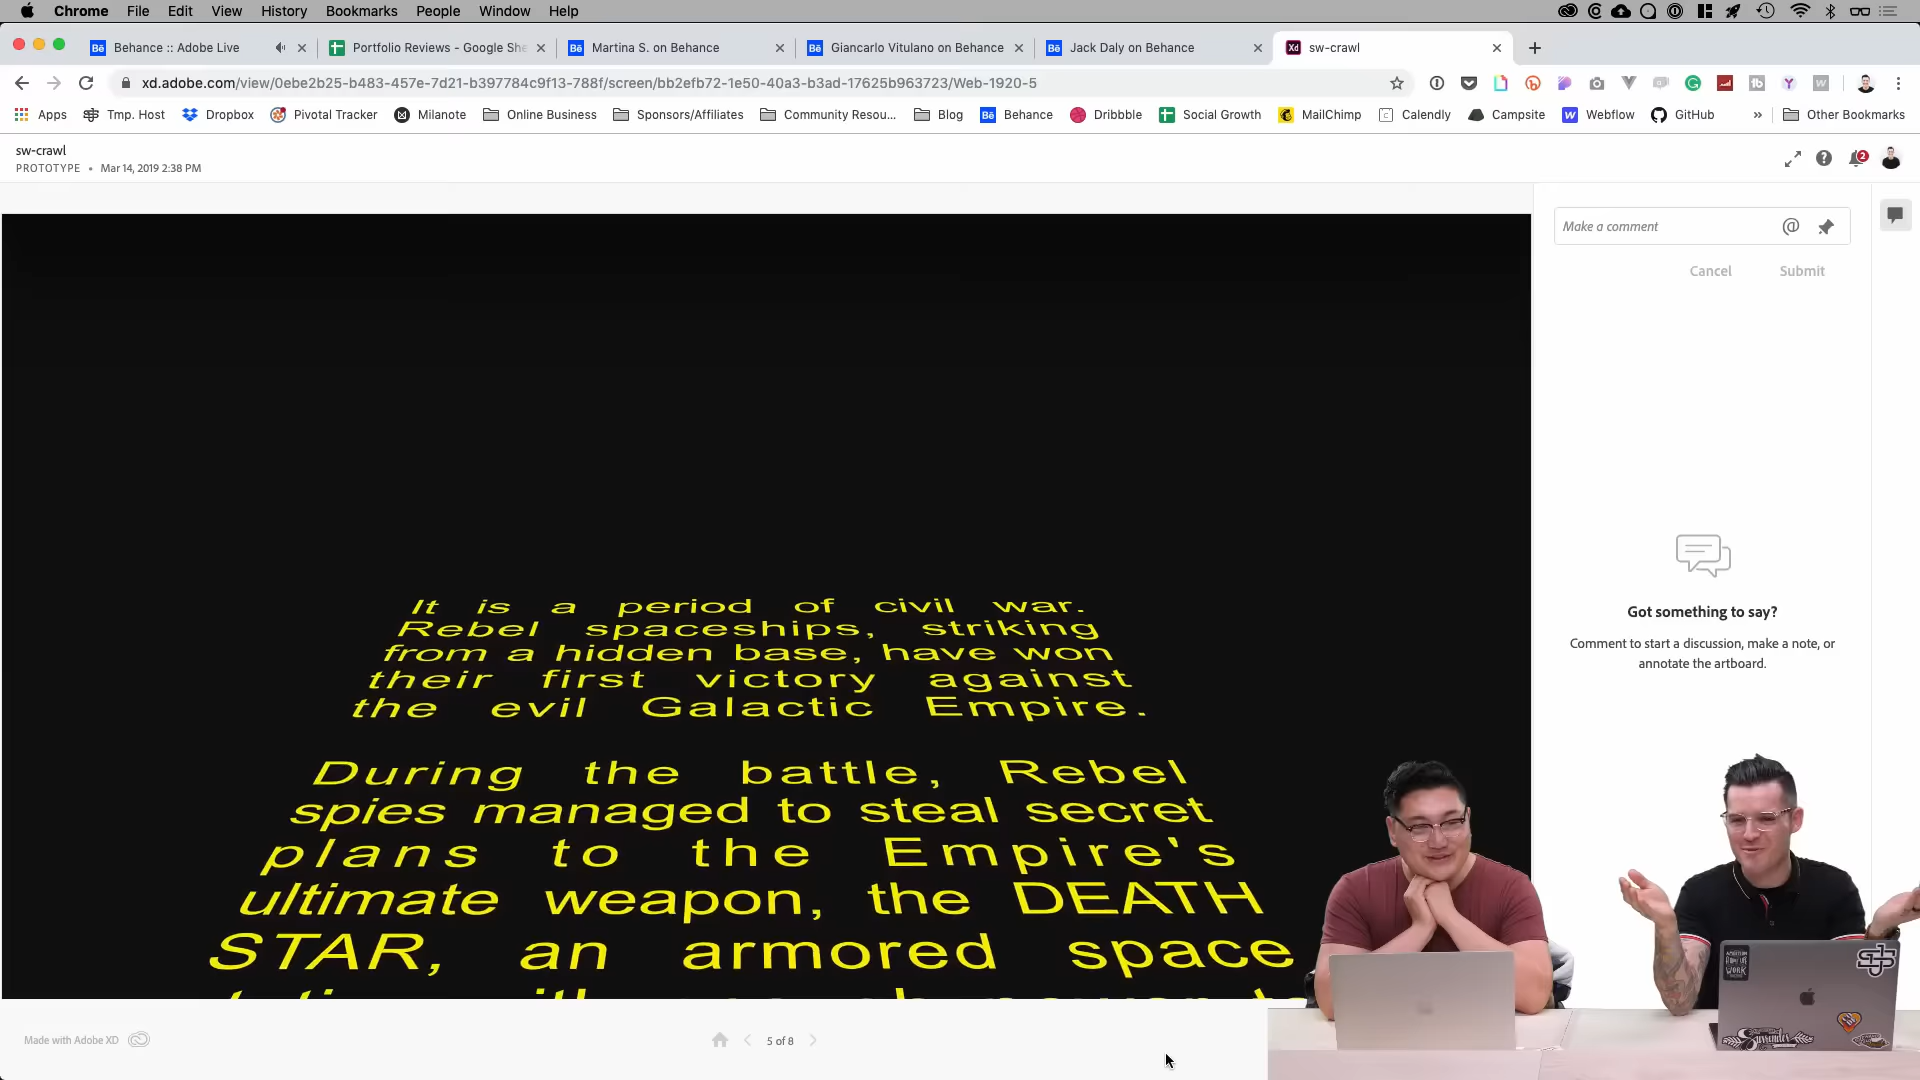 Chrome File Edit View History Bookmarks People Window Help
Behance :: Adobe Live
Portfolio Reviews - Google She
Martina S. on Behance
Giancarlo Vitulano on Behance
Jack Daly on Behance
sw-crawl
xd.adobe.com/view/0ebe2b25-b483-457e-7d21-b397784c9f13-788f/screen/bb2efb72-1e50-40a3-b3ad-17625b963723/Web-1920-5
Apps Tmp. Host Dropbox Pivotal Tracker Milanote Online Business Sponsors/Affiliates Community Resou... Blog Behance Dribbble Social Growth MailChimp Calendly Campsite Webflow GitHub » Other Bookmarks
sw-crawl
PROTOTYPE • Mar 14, 2019 2:38 PM
2
Make a comment @
Cancel Submit
It is a period of civil war.
Rebel spaceships, striking
from a hidden base, have won
their first victory against
the evil Galactic Empire.
During the battle, Rebel
spies managed to steal secret
plans to the Empire's
ultimate weapon, the DEATH
STAR, an armored space
Got something to say?
Comment to start a discussion, make a note, or
annotate the artboard.
Made with Adobe XD
5 of 8